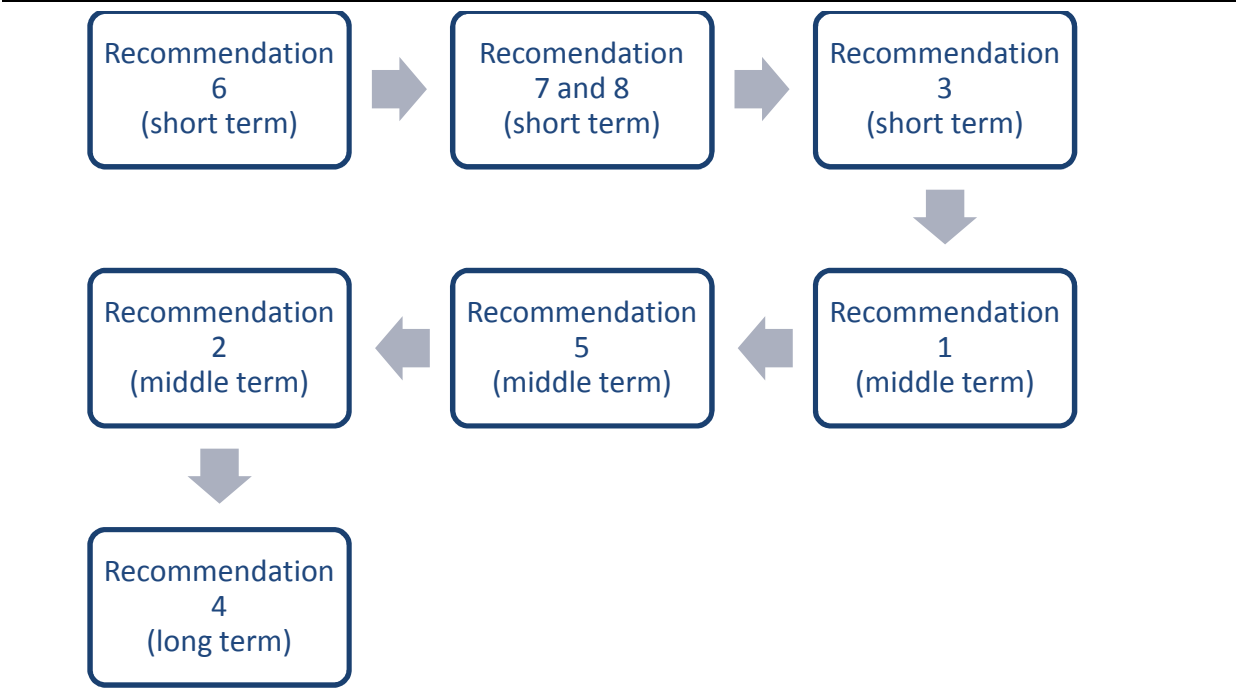 Recommendation
6
(short term)
Recomendation
7 and 8
(short term)
Recommendation
3
(short term)
Recommendation
1
(middle term)
Recommendation
5
(middle term)
Recommendation
2
(middle term)
Recommendation
4
(long term)